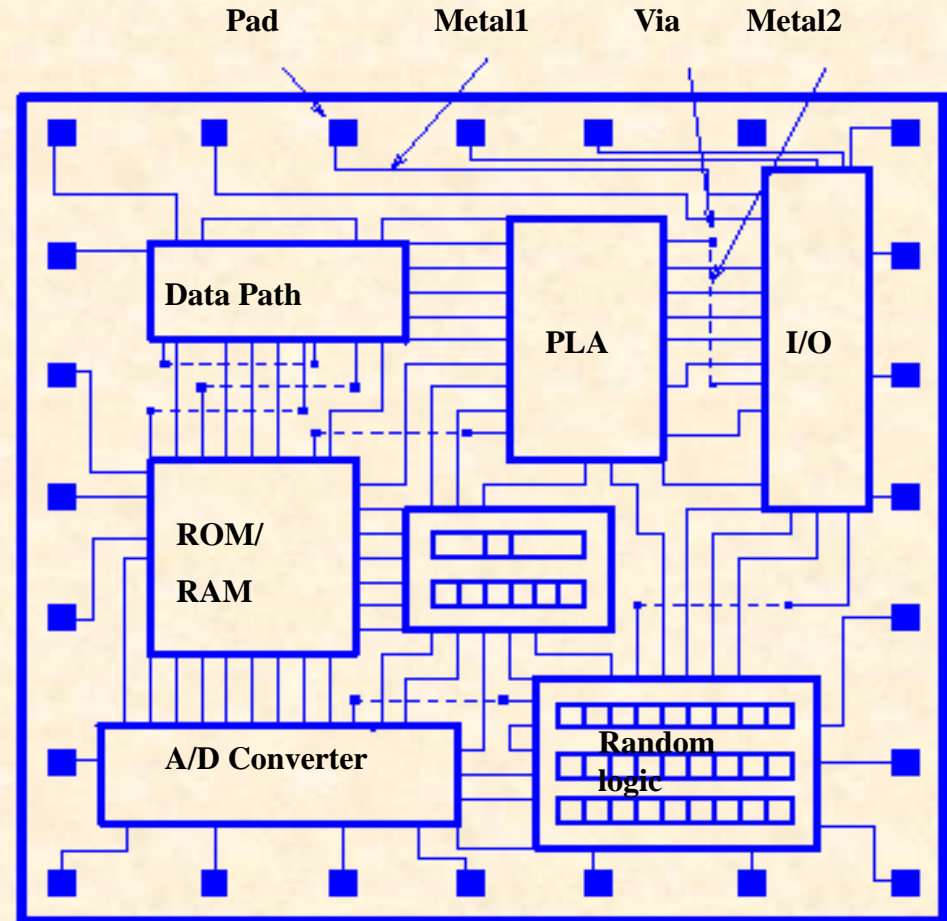 Pad Metal1 Via Metal2
Data Path
PLA
I/O
ROM/
RAM
A/D Converter
Random
logic